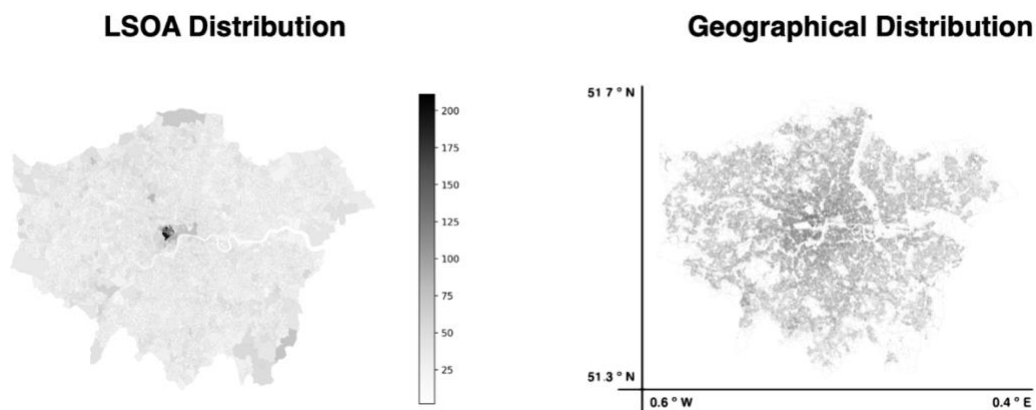 LSOA Distribution
200
175
150
125
100
75
50
25
Geographical Distribution
51 7 ° N
51.3 ° N
0.6 ° W
0.4 ° E